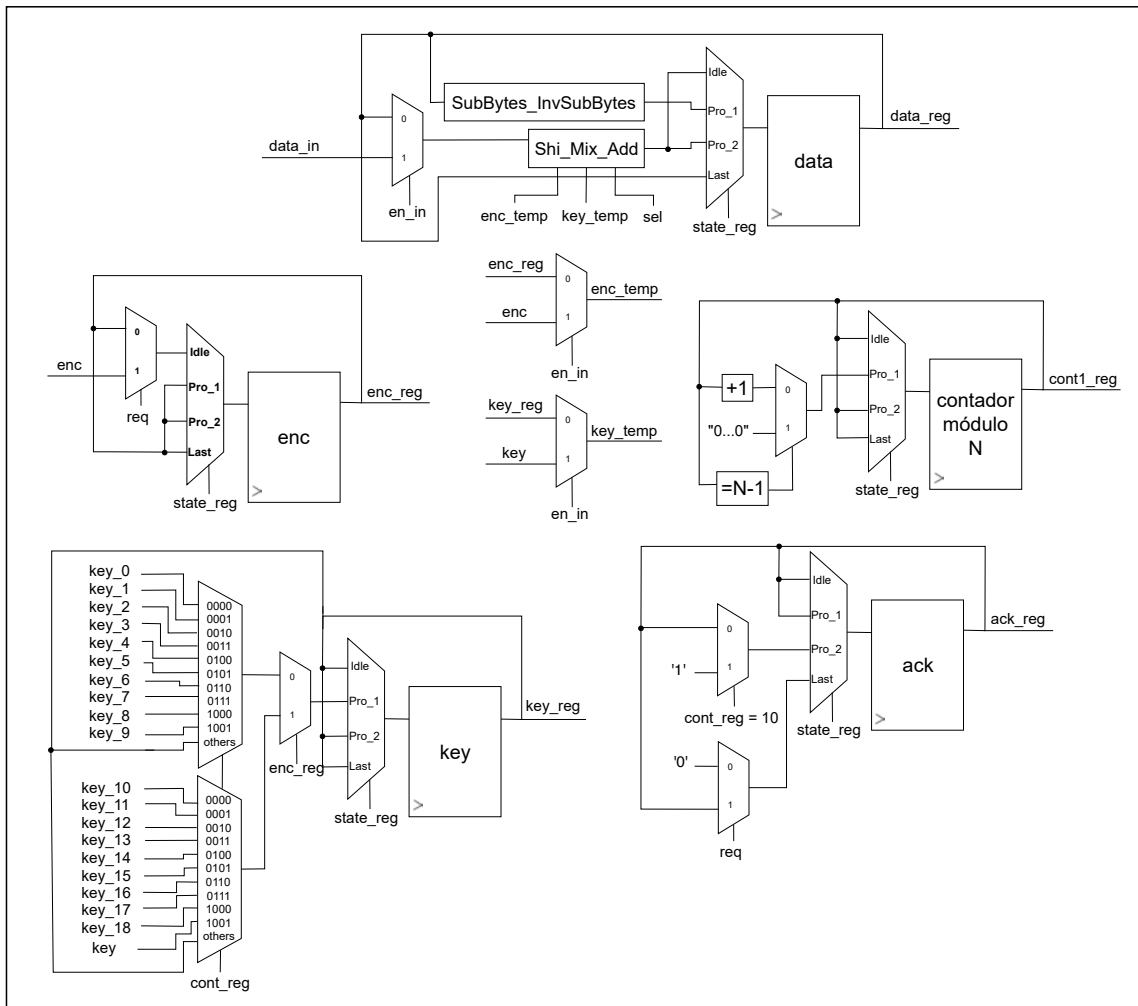 Idle
SubBytes_InvSubBytes
0
Pro_1
data_reg
data_in
Shi_Mix_Add
Pro_2
1
data
Last
en_in
enc_temp
key_temp
sel
state_reg
>
enc_reg
0
enc_temp
enc
1
en_in
0
Idle
enc
1
Pro_1
enc_reg
req
Pro_2
enc
Last
state_reg
>
key_reg
0
key_temp
key
1
en_in
Idle
+1
0
Pro_1
cont1_reg
"0...0"
1
Pro_2
contador
módulo
N
Last
=N-1
state_reg
>
key_0
key_1
key_2
key_3
key_4
key_5
key_6
key_7
key_8
key_9
0000
0001
0010
0011
0100
0101
0110
0111
1000
1001
others
0
1
enc_reg
Idle
Pro_1
Pro_2
Last
state_reg
key
>
key_reg
key_10
key_11
key_12
key_13
key_14
key_15
key_16
key_17
key_18
key
0000
0001
0010
0011
0100
0101
0110
0111
1000
1001
others
cont_reg
Idle
Pro_1
ack_reg
0
Pro_2
'1'
1
ack
Last
cont_reg = 10
state_reg
>
'0'
0
1
req